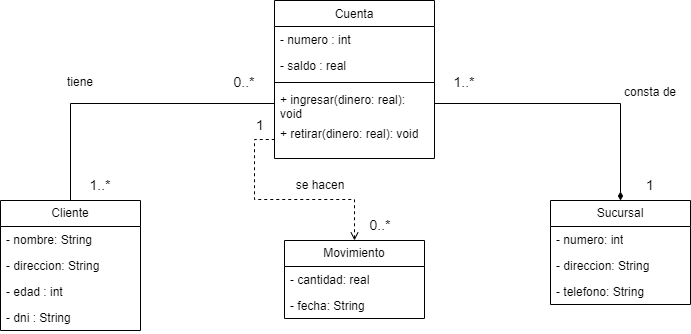 Cuenta
- numero : int
- saldo : real
+ ingresar(dinero: real):
void
+ retirar(dinero: real): void
tiene
0..*
1..*
consta de
1
se hacen
1..*
1
0..*
Cliente
- nombre: String
- direccion: String
- edad : int
- dni : String
Movimiento
- cantidad: real
- fecha: String
Sucursal
- numero: int
- direccion: String
- telefono: String